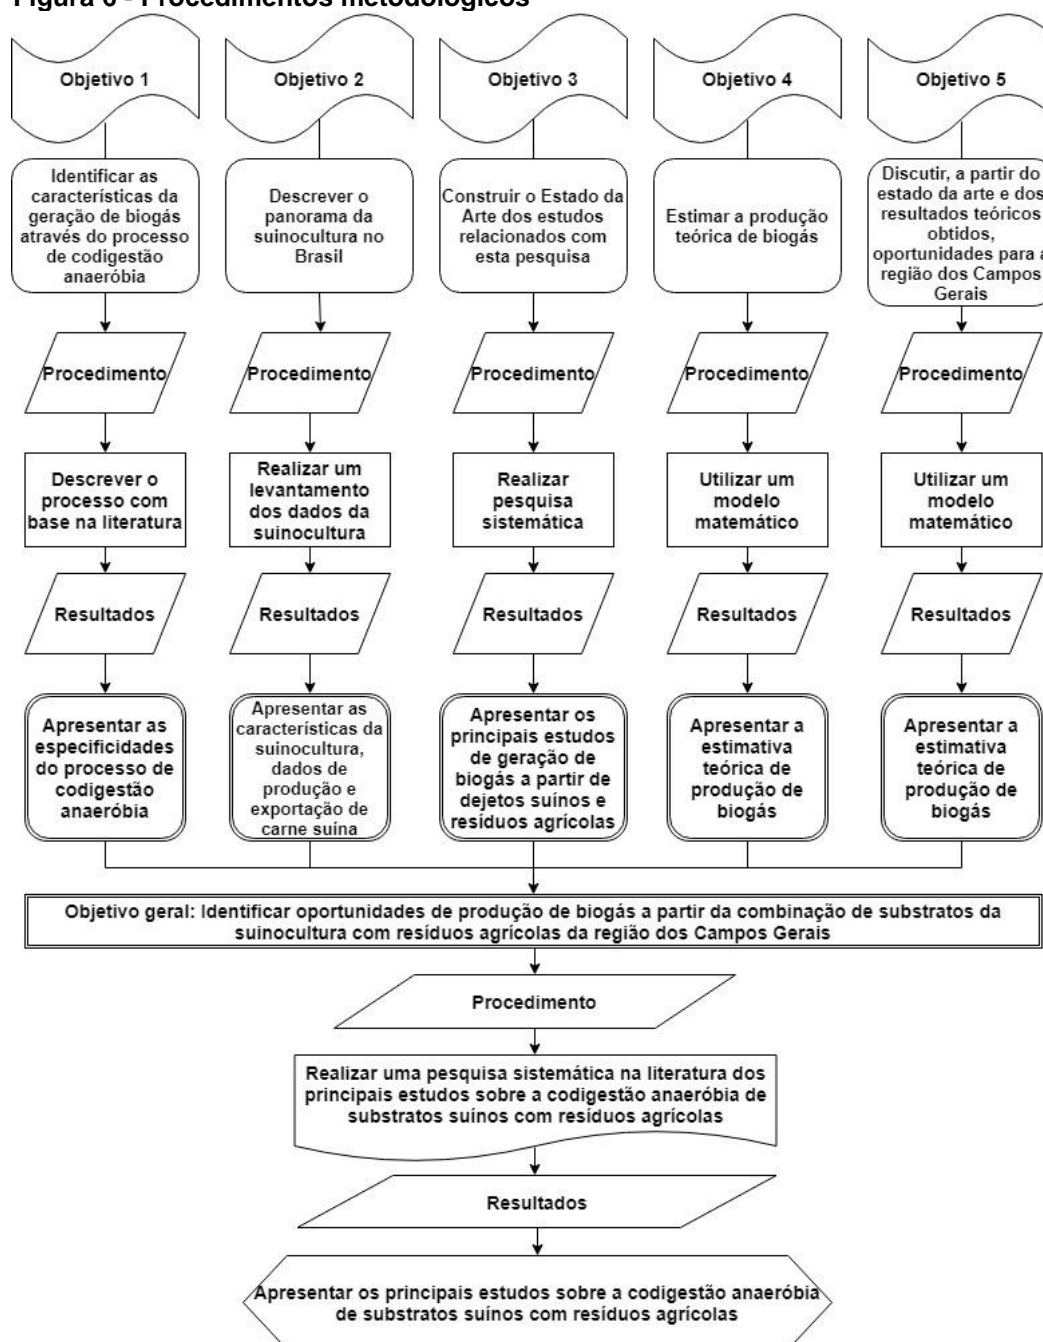 Figura 6 - Procedimentos metodológicos
Objetivo 1
Identificar as
características da
geração de biogás
através do processo
de codigestão
anaeróbia
Procedimento
Descrever o
processo com
base na literatura
Resultados
Apresentar as
especificidades
do processo de
codigestão
anaeróbia
Objetivo 2
Descrever o
panorama da
suinocultura no
Brasil
Procedimento
Realizar um
levantamento
dos dados da
suinocultura
Resultados
Apresentar as
características da
suinocultura,
dados de
produção e
exportação de
carne suína
Objetivo 3
Construir o Estado da
Arte dos estudos
relacionados com
esta pesquisa
Procedimento
Realizar
pesquisa
sistemática
Resultados
Apresentar os
principais estudos
de geração de
biogás a partir de
dejetos suínos e
resíduos agrícolas
Objetivo 4
Estimar a produção
teórica de biogás
Procedimento
Utilizar um
modelo
matemático
Resultados
Apresentar a
estimativa
teórica de
produção de
biogás
Objetivo 5
Discutir, a partir do
estado da arte e dos
resultados teóricos
obtidos,
oportunidades para a
região dos Campos
Gerais
Procedimento
Utilizar um
modelo
matemático
Resultados
Apresentar a
estimativa
teórica de
produção de
biogás
Objetivo geral: Identificar oportunidades de produção de biogás a partir da combinação de substratos da
suinocultura com resíduos agrícolas da região dos Campos Gerais
Procedimento
Realizar uma pesquisa sistemática na literatura dos
principais estudos sobre a codigestão anaeróbia de
substratos suínos com resíduos agrícolas
Resultados
Apresentar os principais estudos sobre a codigestão anaeróbia
de substratos suínos com resíduos agrícolas